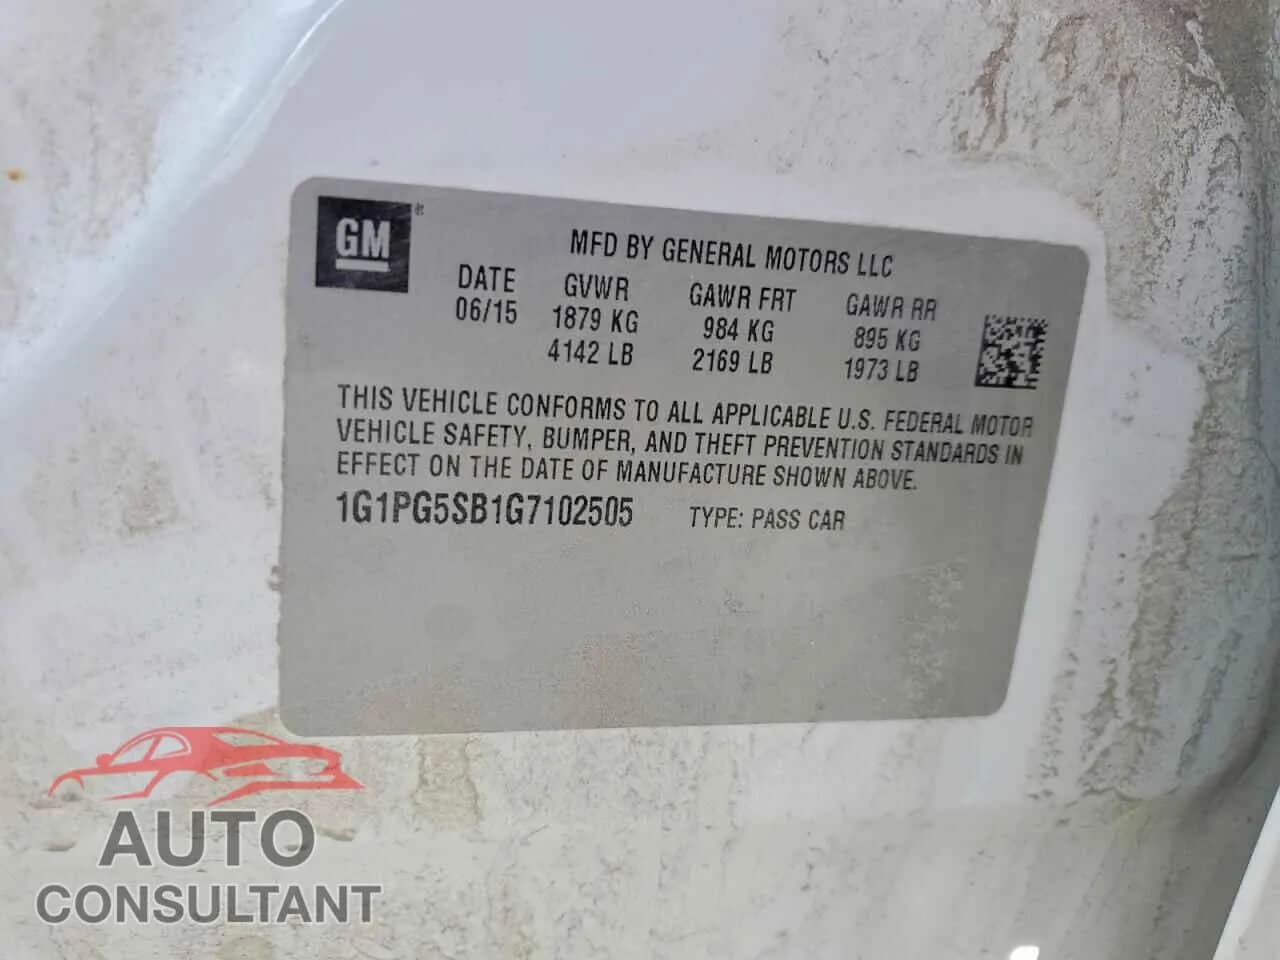 GM ®
MFD BY GENERAL MOTORS LLC
DATE GVWR GAWR FRT GAWR RR
06/15 1879 KG 984 KG 895 KG
4142 LB 2169 LB 1973 LB
THIS VEHICLE CONFORMS TO ALL APPLICABLE U.S. FEDERAL MOTOR
VEHICLE SAFETY, BUMPER, AND THEFT PREVENTION STANDARDS IN
EFFECT ON THE DATE OF MANUFACTURE SHOWN ABOVE.
1G1PG5SB1G7102505 TYPE: PASS CAR
AUTO
CONSULTANT